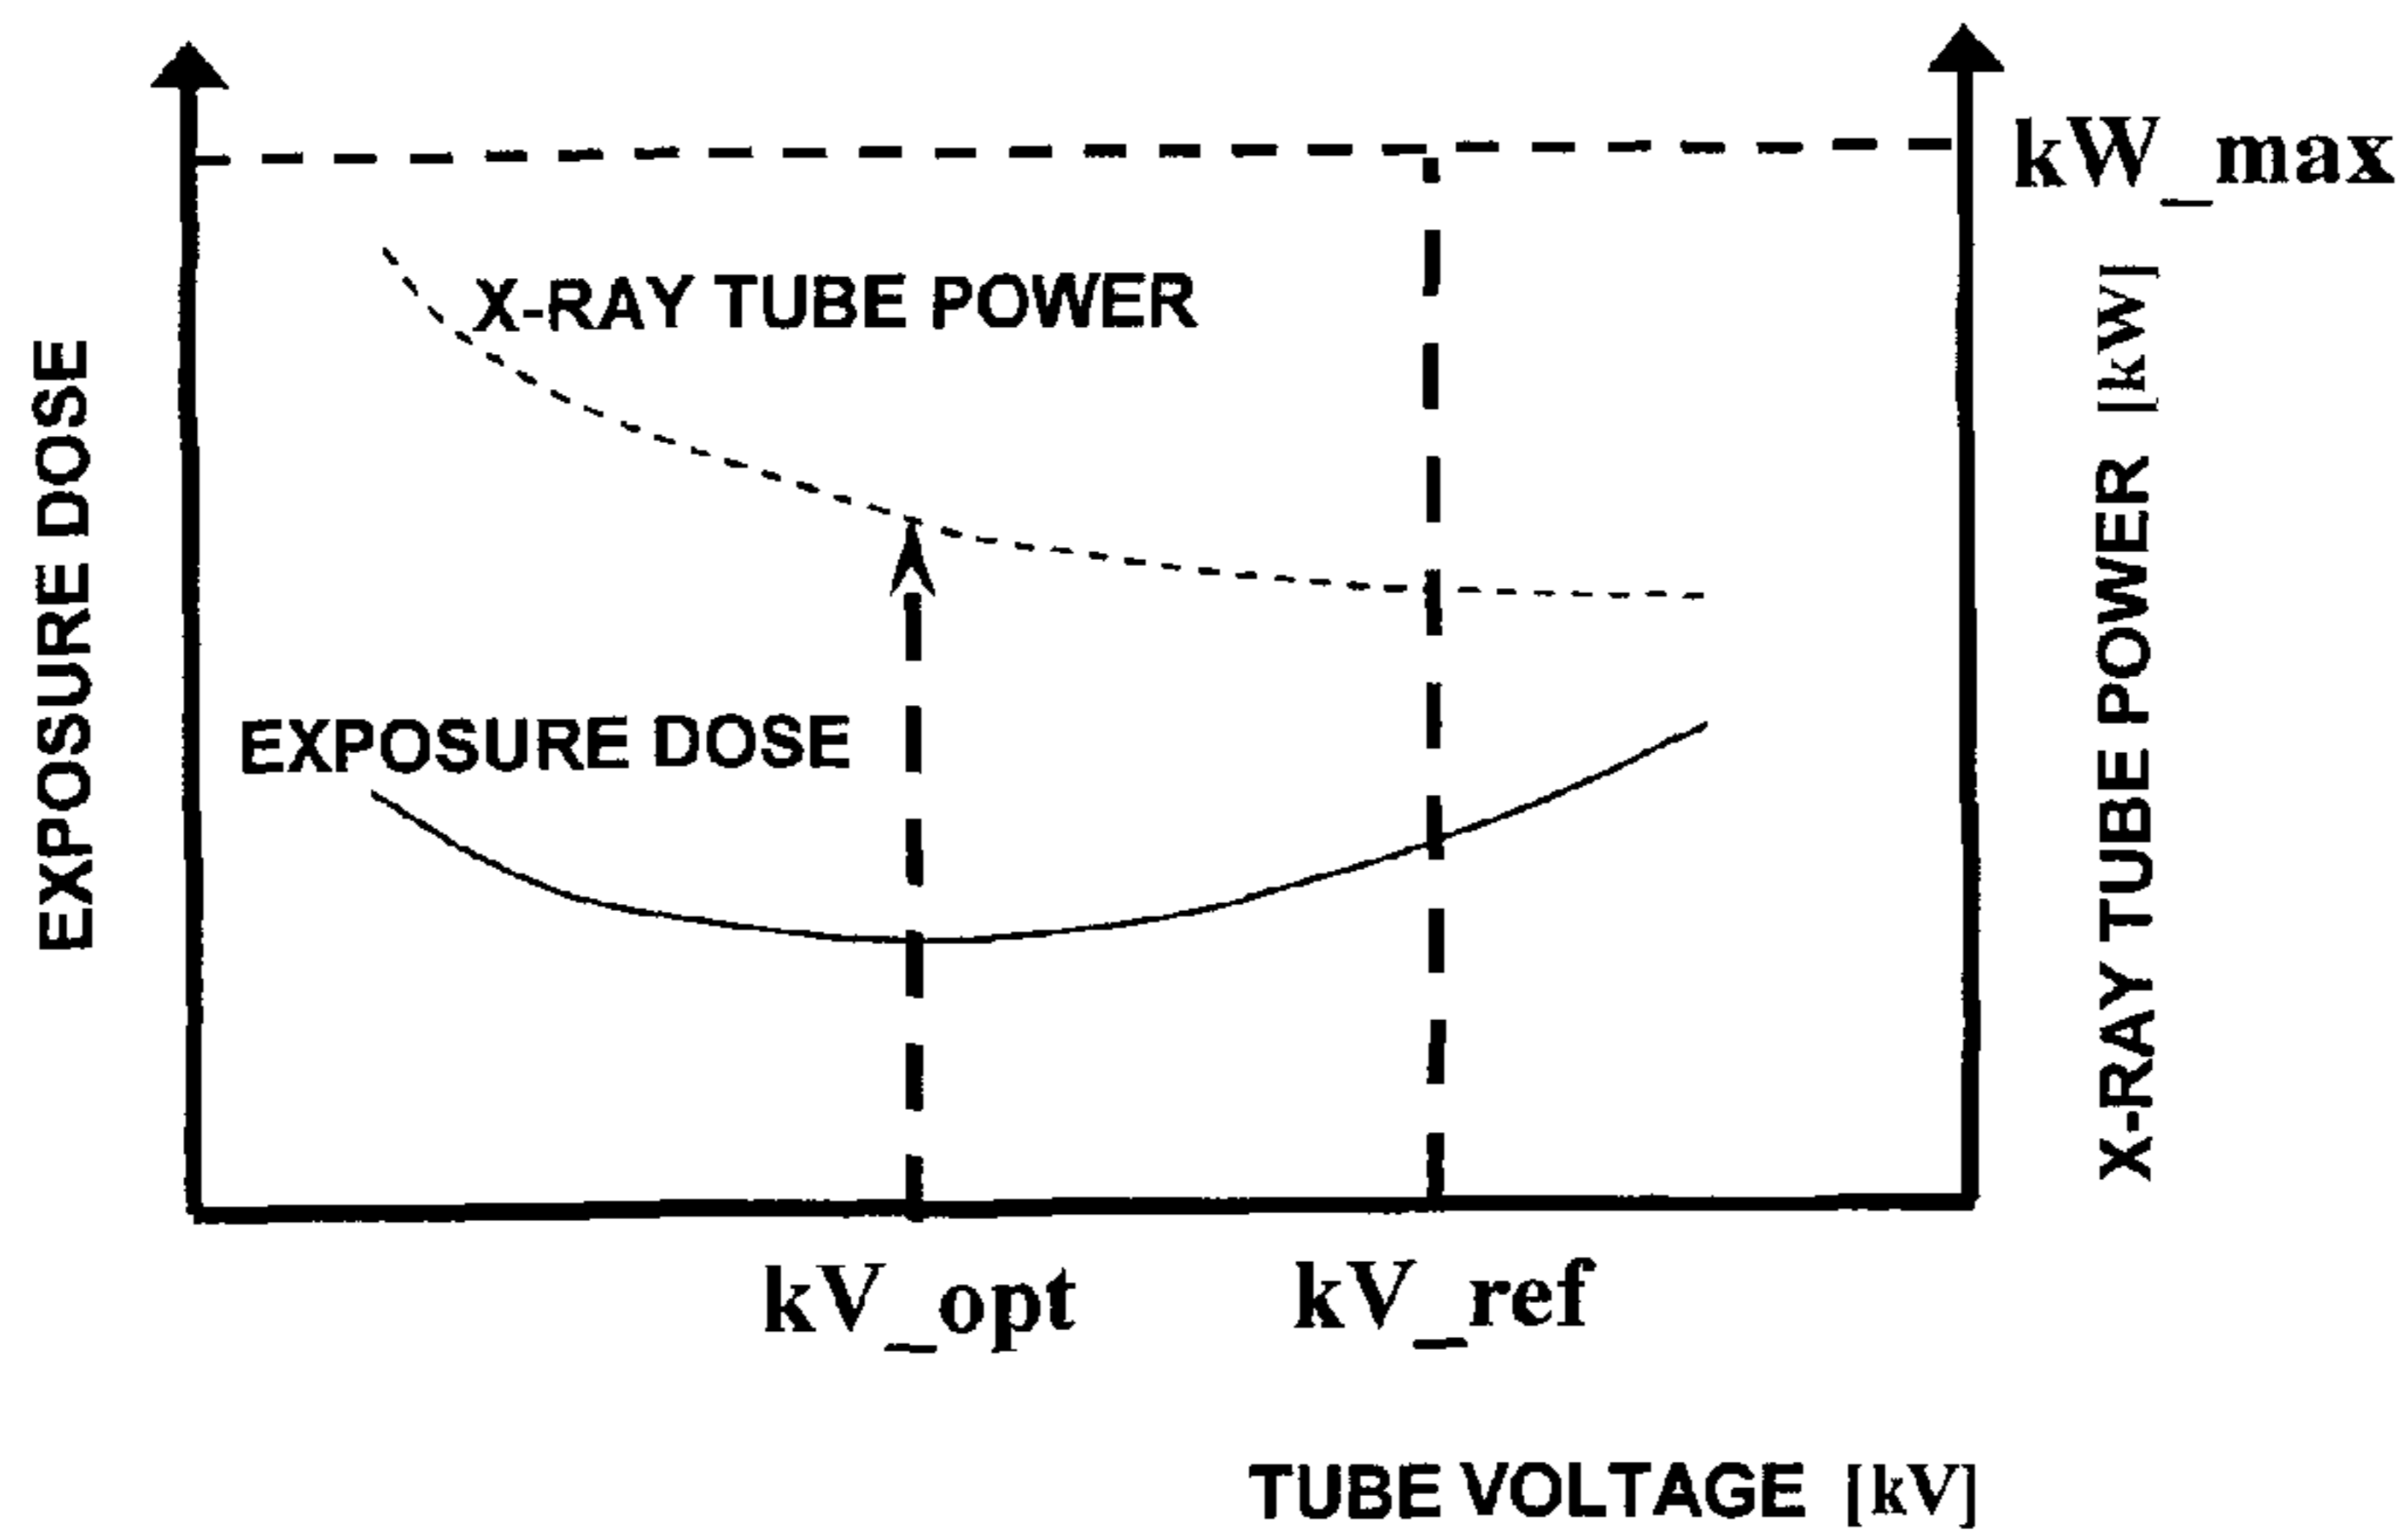 kW_max
X-RAY TUBE POWER
EXPOSURE DOSE
EXPOSURE DOSE
X-RAY TUBE POWER [kW]
kV_opt
kV_ref
TUBE VOLTAGE [kV]